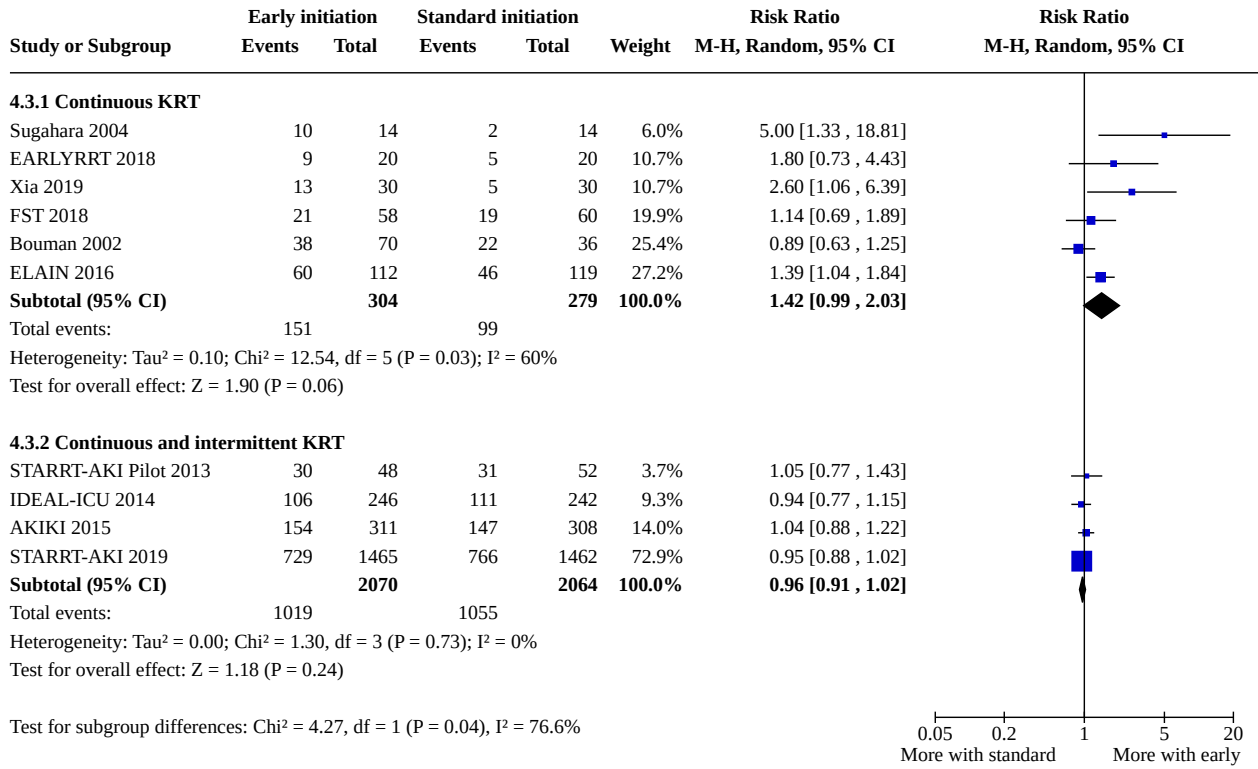 Early initiation Standard initiation Risk Ratio Risk Ratio
Study or Subgroup Events Total Events Total Weight M-H, Random, 95% CI M-H, Random, 95% CI
4.3.1 Continuous KRT
Sugahara 2004 10 14 2 14 6.0% 5.00 [1.33 , 18.81]
EARLYRRT 2018 9 20 5 20 10.7% 1.80 [0.73 , 4.43]
Xia 2019 13 30 5 30 10.7% 2.60 [1.06 , 6.39]
FST 2018 21 58 19 60 19.9% 1.14 [0.69 , 1.89]
Bouman 2002 38 70 22 36 25.4% 0.89 [0.63 , 1.25]
ELAIN 2016 60 112 46 119 27.2% 1.39 [1.04 , 1.84]
Subtotal (95% CI) 304 279 100.0% 1.42 [0.99 , 2.03]
Total events: 151 99
Heterogeneity: Tau² = 0.10; Chi² = 12.54, df = 5 (P = 0.03); I² = 60%
Test for overall effect: Z = 1.90 (P = 0.06)
4.3.2 Continuous and intermittent KRT
STARRT-AKI Pilot 2013 30 48 31 52 3.7% 1.05 [0.77 , 1.43]
IDEAL-ICU 2014 106 246 111 242 9.3% 0.94 [0.77 , 1.15]
AKIKI 2015 154 311 147 308 14.0% 1.04 [0.88 , 1.22]
STARRT-AKI 2019 729 1465 766 1462 72.9% 0.95 [0.88 , 1.02]
Subtotal (95% CI) 2070 2064 100.0% 0.96 [0.91 , 1.02]
Total events: 1019 1055
Heterogeneity: Tau² = 0.00; Chi² = 1.30, df = 3 (P = 0.73); I² = 0%
Test for overall effect: Z = 1.18 (P = 0.24)
Test for subgroup differences: Chi² = 4.27, df = 1 (P = 0.04), I² = 76.6%
0.05 0.2 1 5 20
More with standard More with early